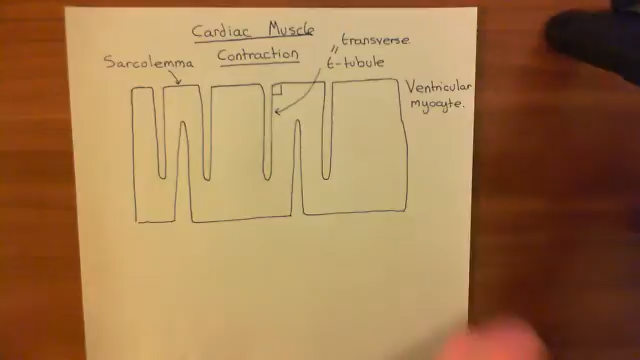 Cardiac Muscle
Contraction
transverse
"
t-tubule
Sarcolemma
Ventricular
myocyte.